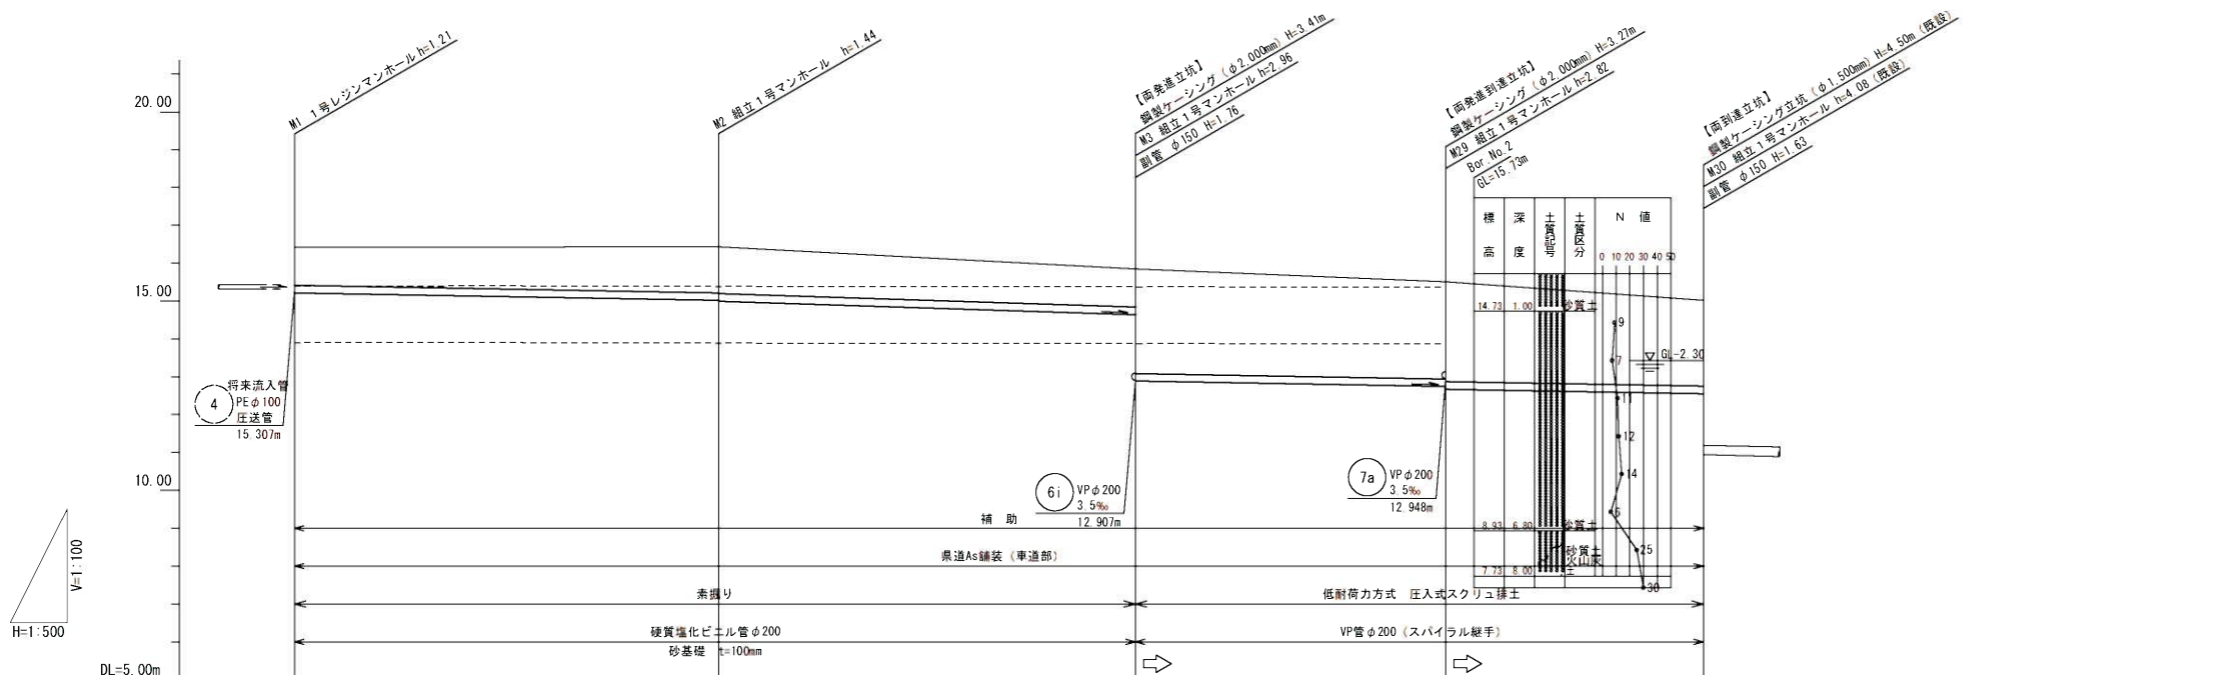 M1 1号レジンマンホール h=1.21
M2 組立1号マンホール h=1.44
【両発進立坑】
鋼製ケーシング（φ2,000mm）H=3.41m
M3 組立1号マンホール h=2.96
副管 φ150 H=1.76
【両発進到達立坑】
鋼製ケーシング（φ2,000mm）H=3.27m
M29 組立1号マンホール h=2.82
Bor.No.2
GL=15.73m
【両到達立坑】
鋼製ケーシング立坑（φ1,500mm）H=4.50m（既設）
M30 組立1号マンホール h=4.08（既設）
副管 φ150 H=1.63
20.00
15.00
10.00
DL=5.00m
V=1:100
H=1:500
4
将来流入管
PEφ100
圧送管
15.307m
6i
VPφ200
3.5‰
12.907m
7a
VPφ200
3.5‰
12.948m
標高
深度
土質記号
土質区分
N 値
0 10 20 30 40 50
14.73 1.00 砂質土
9
7
GL-2.30
11
12
14
8.93 6.80 砂質土
25
砂質土
火山灰
土
7.73 8.00
30
補 助
県道As舗装（車道部）
素掘り
低耐荷力方式 圧入式スクリュ排土
硬質塩化ビニル管φ200
砂基礎 t=100mm
VP管φ200（スパイラル継手）